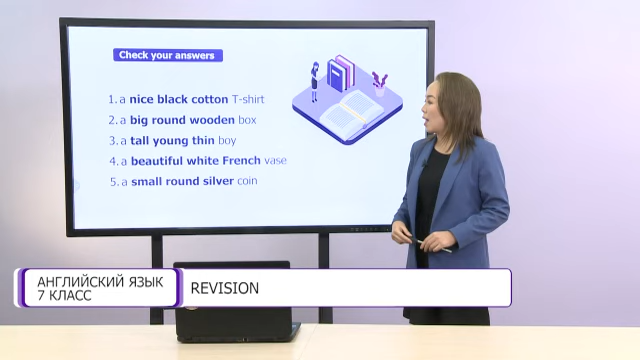 Check your answers
1. a nice black cotton T-shirt
2. a big round wooden box
3. a tall young thin boy
4. a beautiful white French vase
5. a small round silver coin
АНГЛИЙСКИЙ ЯЗЫК
7 КЛАСС
REVISION